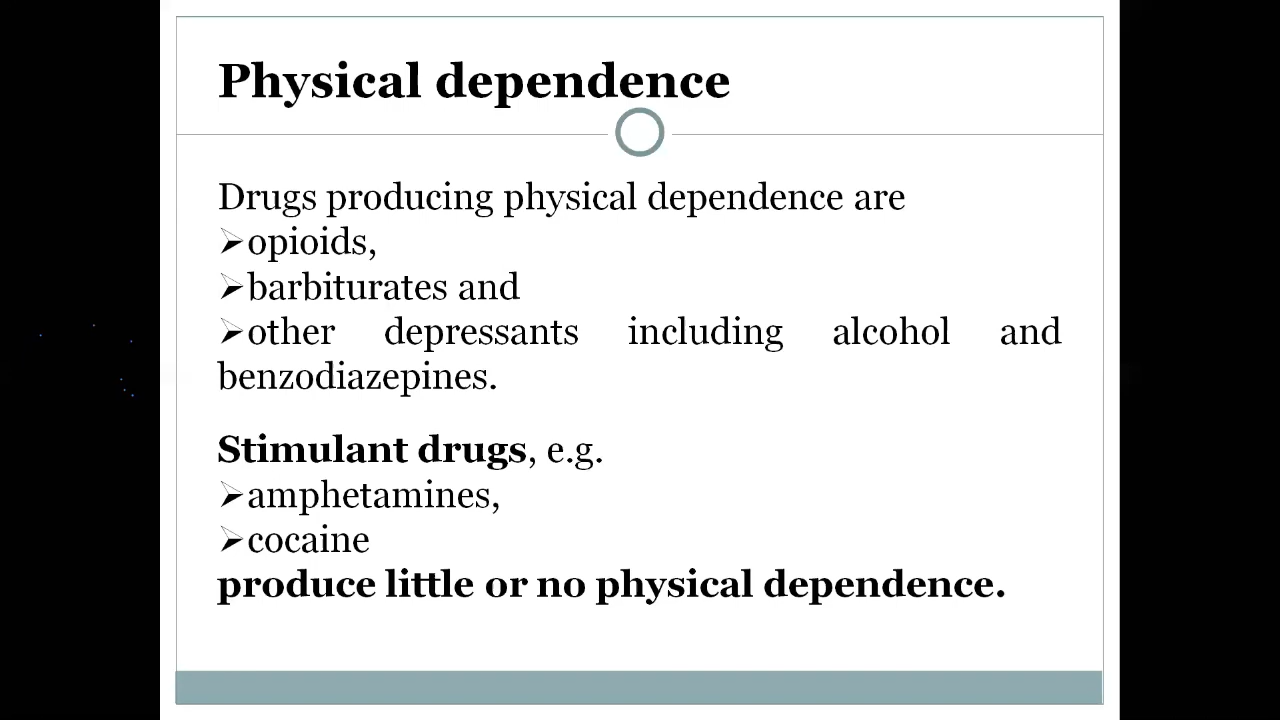 Physical dependence
Drugs producing physical dependence are
➢opioids,
➢barbiturates and
➢other depressants including alcohol and
benzodiazepines.
Stimulant drugs, e.g.
➢amphetamines,
➢cocaine
produce little or no physical dependence.